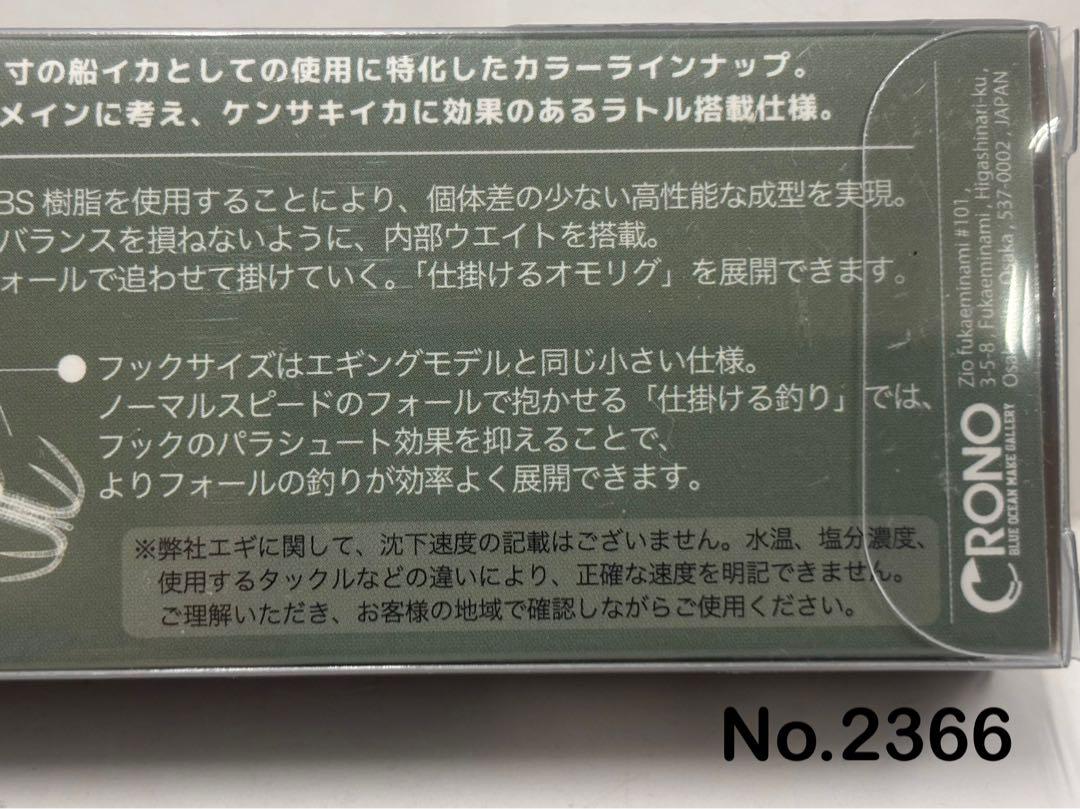 寸の船イカとしての使用に特化したカラーラインナップ。
メインに考え、ケンサキイカに効果のあるラトル搭載仕様。
BS 樹脂を使用することにより、個体差の少ない高性能な成型を実現。
バランスを損ねないように、内部ウエイトを搭載。
ォールで追わせて掛けていく。「仕掛けるオモリグ」を展開できます。
フックサイズはエギングモデルと同じ小さい仕様。
ノーマルスピードのフォールで抱かせる「仕掛ける釣り」では、
フックのパラシュート効果を抑えることで、
よりフォールの釣りが効率よく展開できます。
※弊社エギに関して、沈下速度の記載はございません。水温、塩分濃度、
使用するタックルなどの違いにより、正確な速度を明記できません。
ご理解いただき、お客様の地域で確認しながらご使用ください。
CRONO
BLUE OCEAN MAKE GALLERY
Zio fukaeminami #101,
3-5-8, Fukaeminami, Higashinari-ku,
Osaka, 537-0002, JAPAN
No.2366